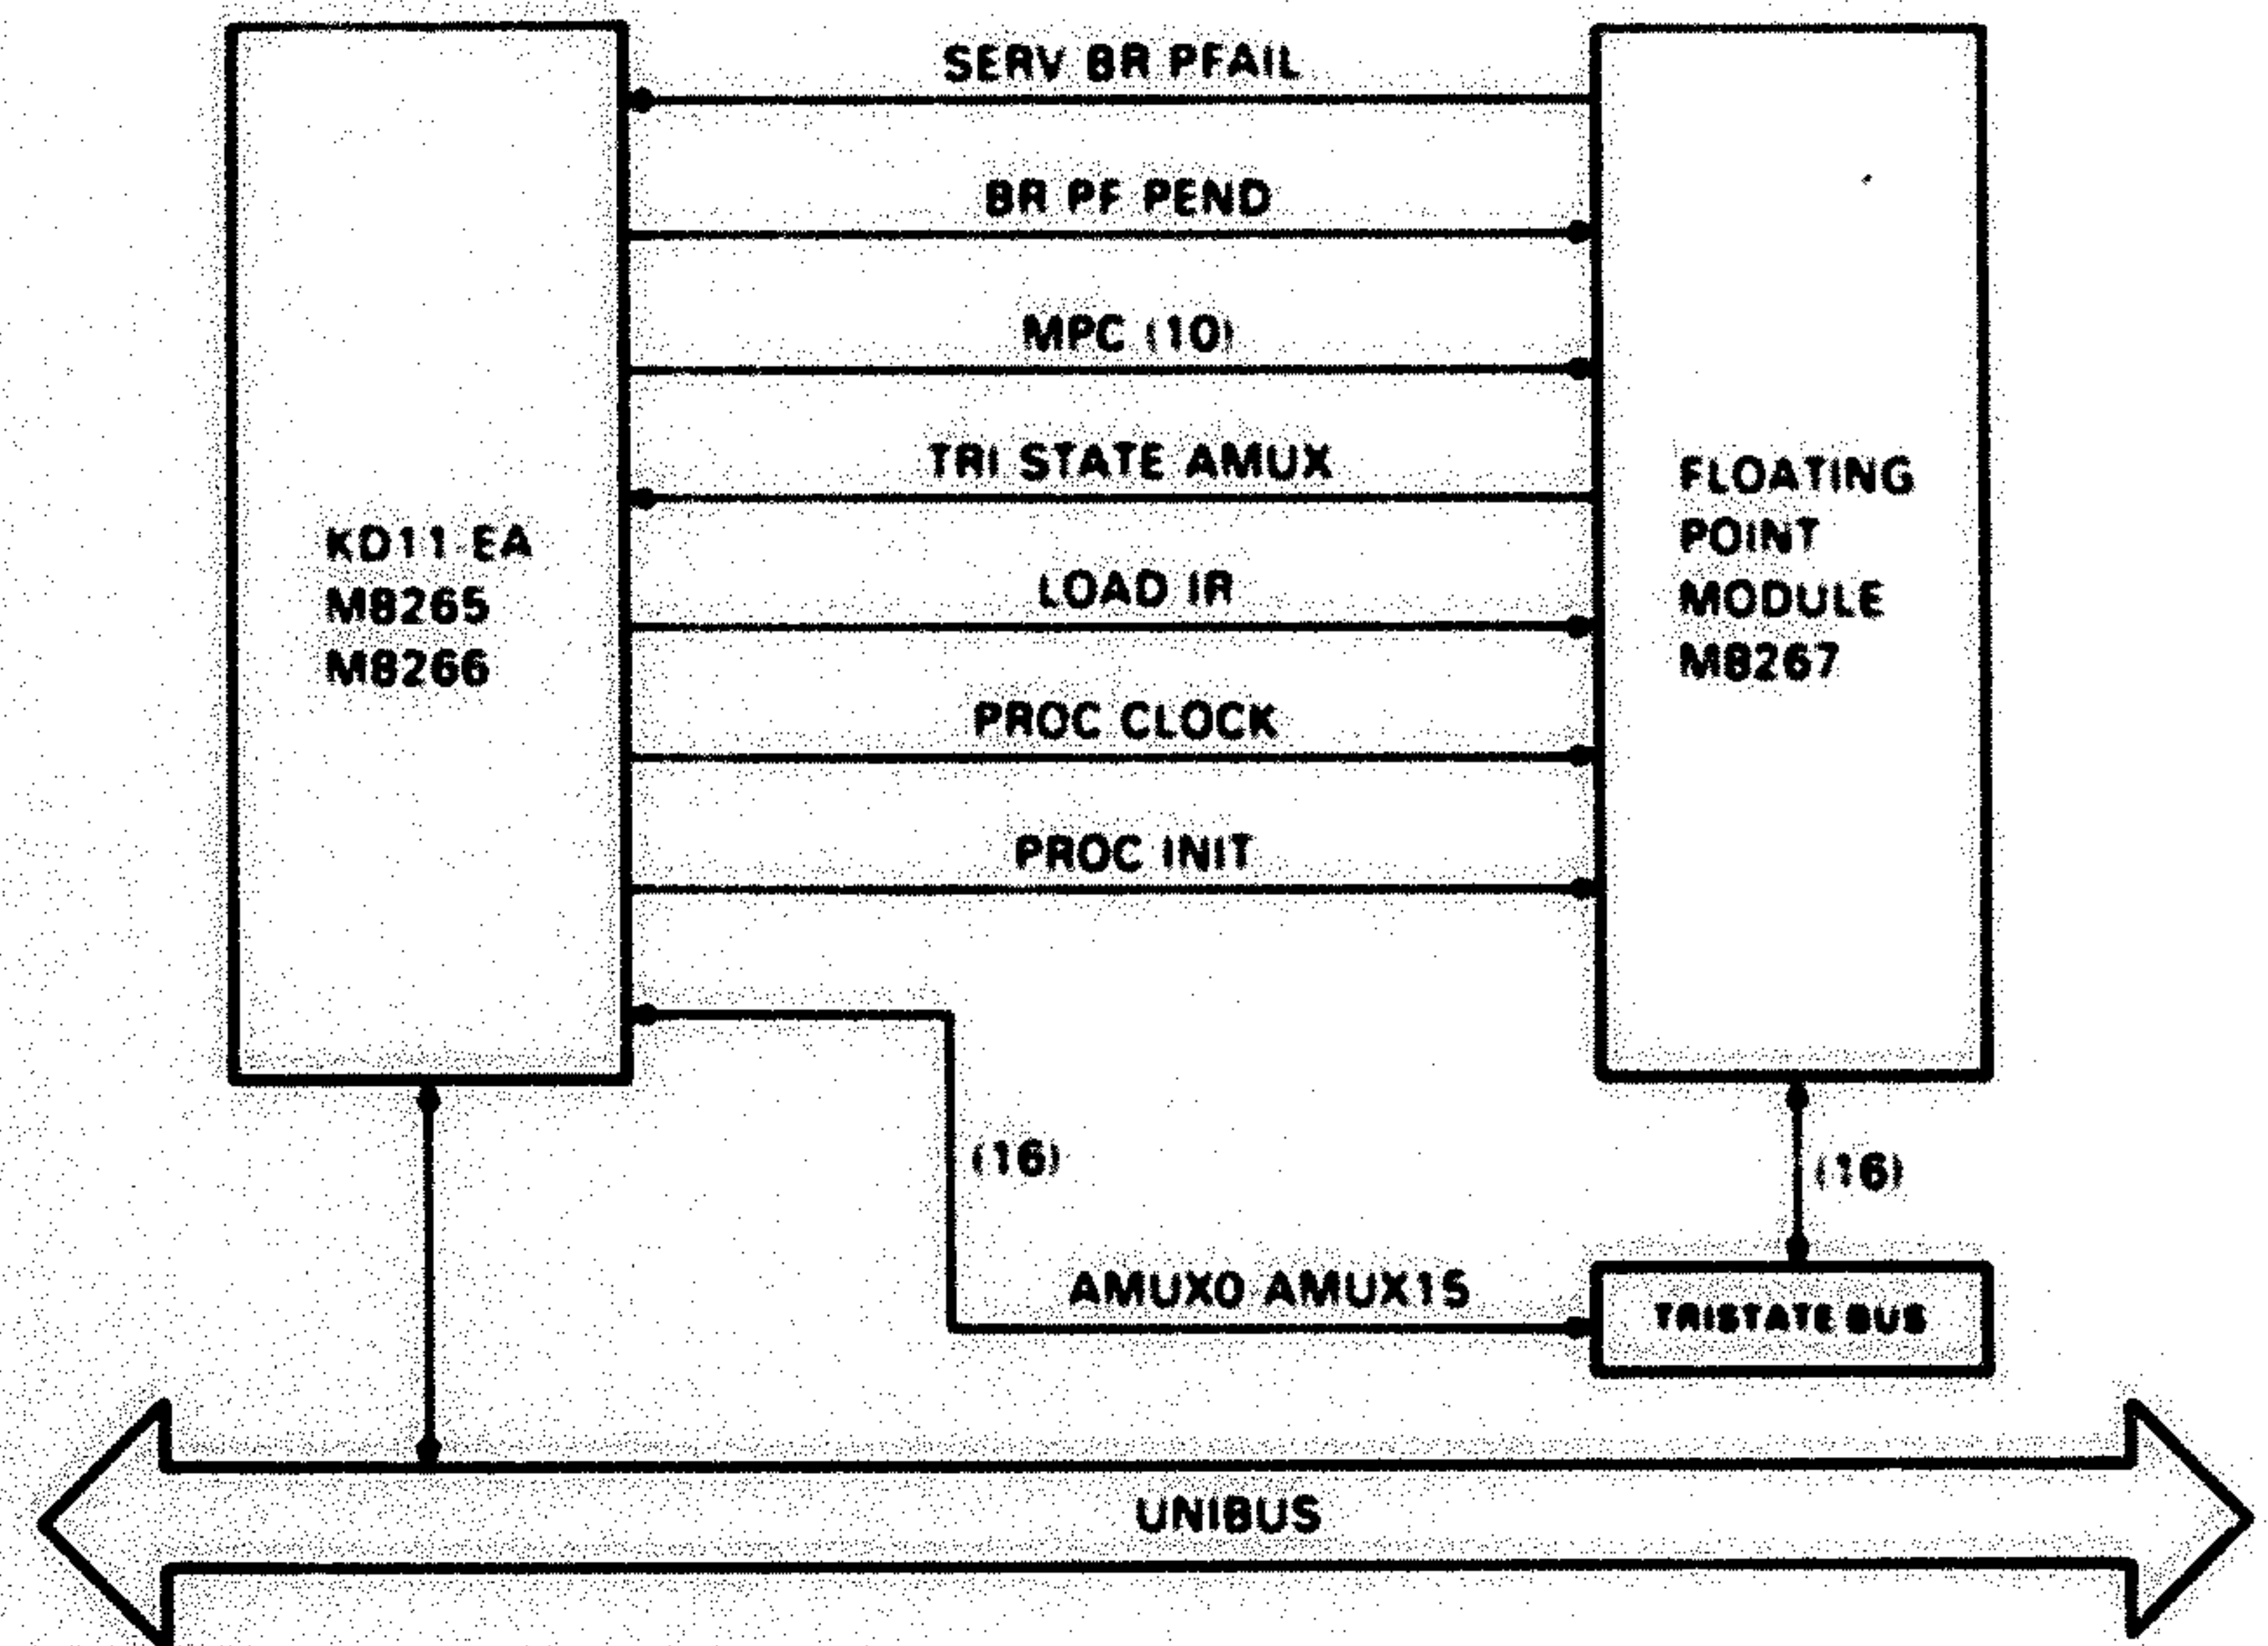 SERV BR PFAIL
BR PF PEND
MPC (10)
TRI STATE AMUX
LOAD IR
PROC CLOCK
PROC INIT
KD11-EA
M8265
M8266
FLOATING
POINT
MODULE
M8267
(16)
(16)
AMUX0 AMUX15
TRISTATE BUS
UNIBUS